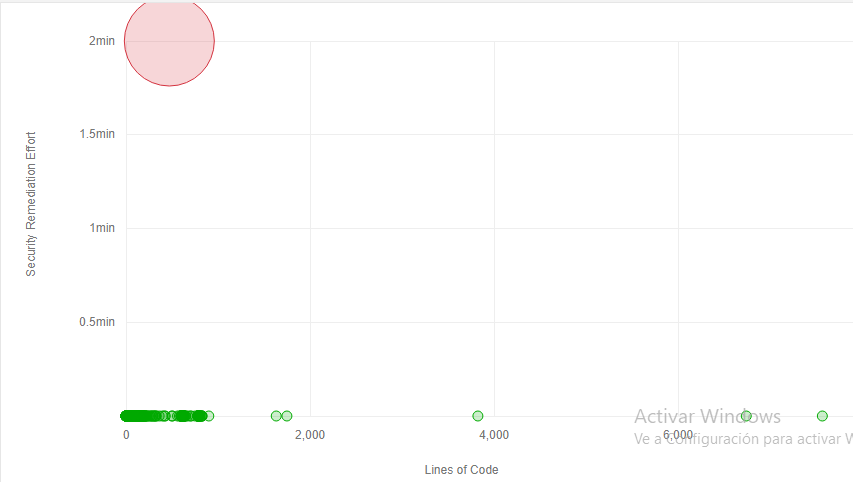 2min
1.5min
1min
0.5min
Security Remediation Effort
0
2,000
4,000
6,000
Lines of Code
Activar Windows
Ve a Configuración para activar W